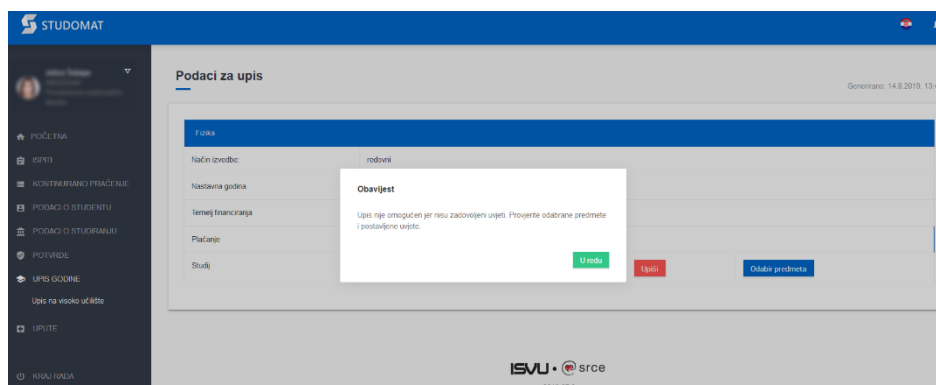 STUDOMAT
Podaci za upis
Generirano: 14.8.2019. 13:
POČETNA
ISPITI
KONTINUIRANO PRAĆENJE
PODACI O STUDENTU
PODACI O STUDIRANJU
POTVRDE
UPIS GODINE
Upis na visoko učilište
UPUTE
KRAJ RADA
Fizika
Način izvedbe: redovni
Nastavna godina
Temelj financiranja
Plaćanje
Studij
Obavijest
Upis nije omogućen jer nisu zadovoljeni uvjeti. Provjerite odabrane predmete
i postavljene uvjete.
U redu
Upiši
Odabir predmeta
ISVU • srce